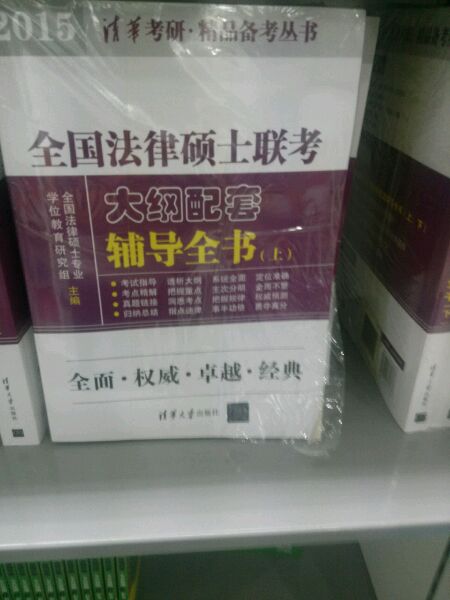 2015 清华考研·精品备考丛书
全国法律硕士联考
大纲配套
辅导全书(上)
全国法律硕士专业
学位教育研究组 主编
•考试指导 透析大纲 系统全面 定位准确
•考点精解 把握重点 主次分明 全而不繁
•真题链接 洞悉考点 把握规律 权威预测
•归纳总结 指点迷津 事半功倍 勇夺高分
全面·权威·卓越·经典
清华大学出版社